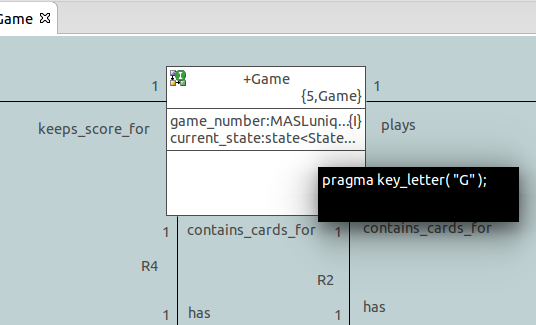 Game
1
+Game
1
{5,Game}
keeps_score_for
game_number:MASLuniq...{I}
plays
current_state:state<State...
pragma key_letter( "G" );
1
contains_cards_for
1
contains_cards_for
R4
R2
1
has
1
has